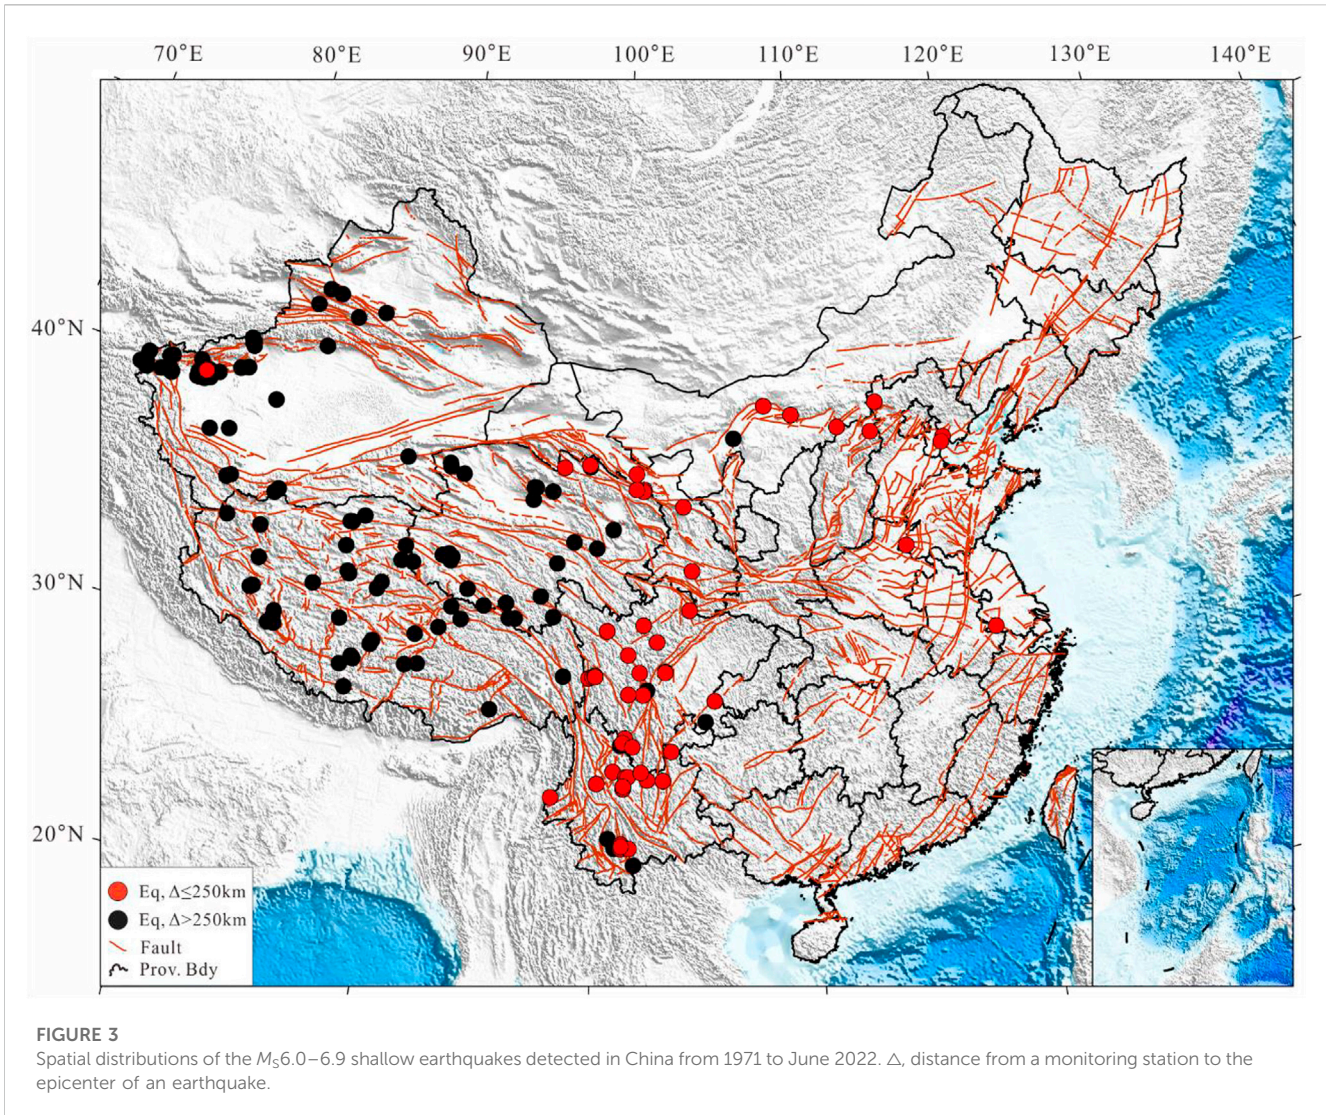 70°E 80°E 90°E 100°E 110°E 120°E 130°E 140°E
40°N
30°N
20°N
Eq, Δ≤250km
Eq, Δ>250km
Fault
Prov. Bdy
FIGURE 3
Spatial distributions of the MS6.0–6.9 shallow earthquakes detected in China from 1971 to June 2022. △, distance from a monitoring station to the
epicenter of an earthquake.